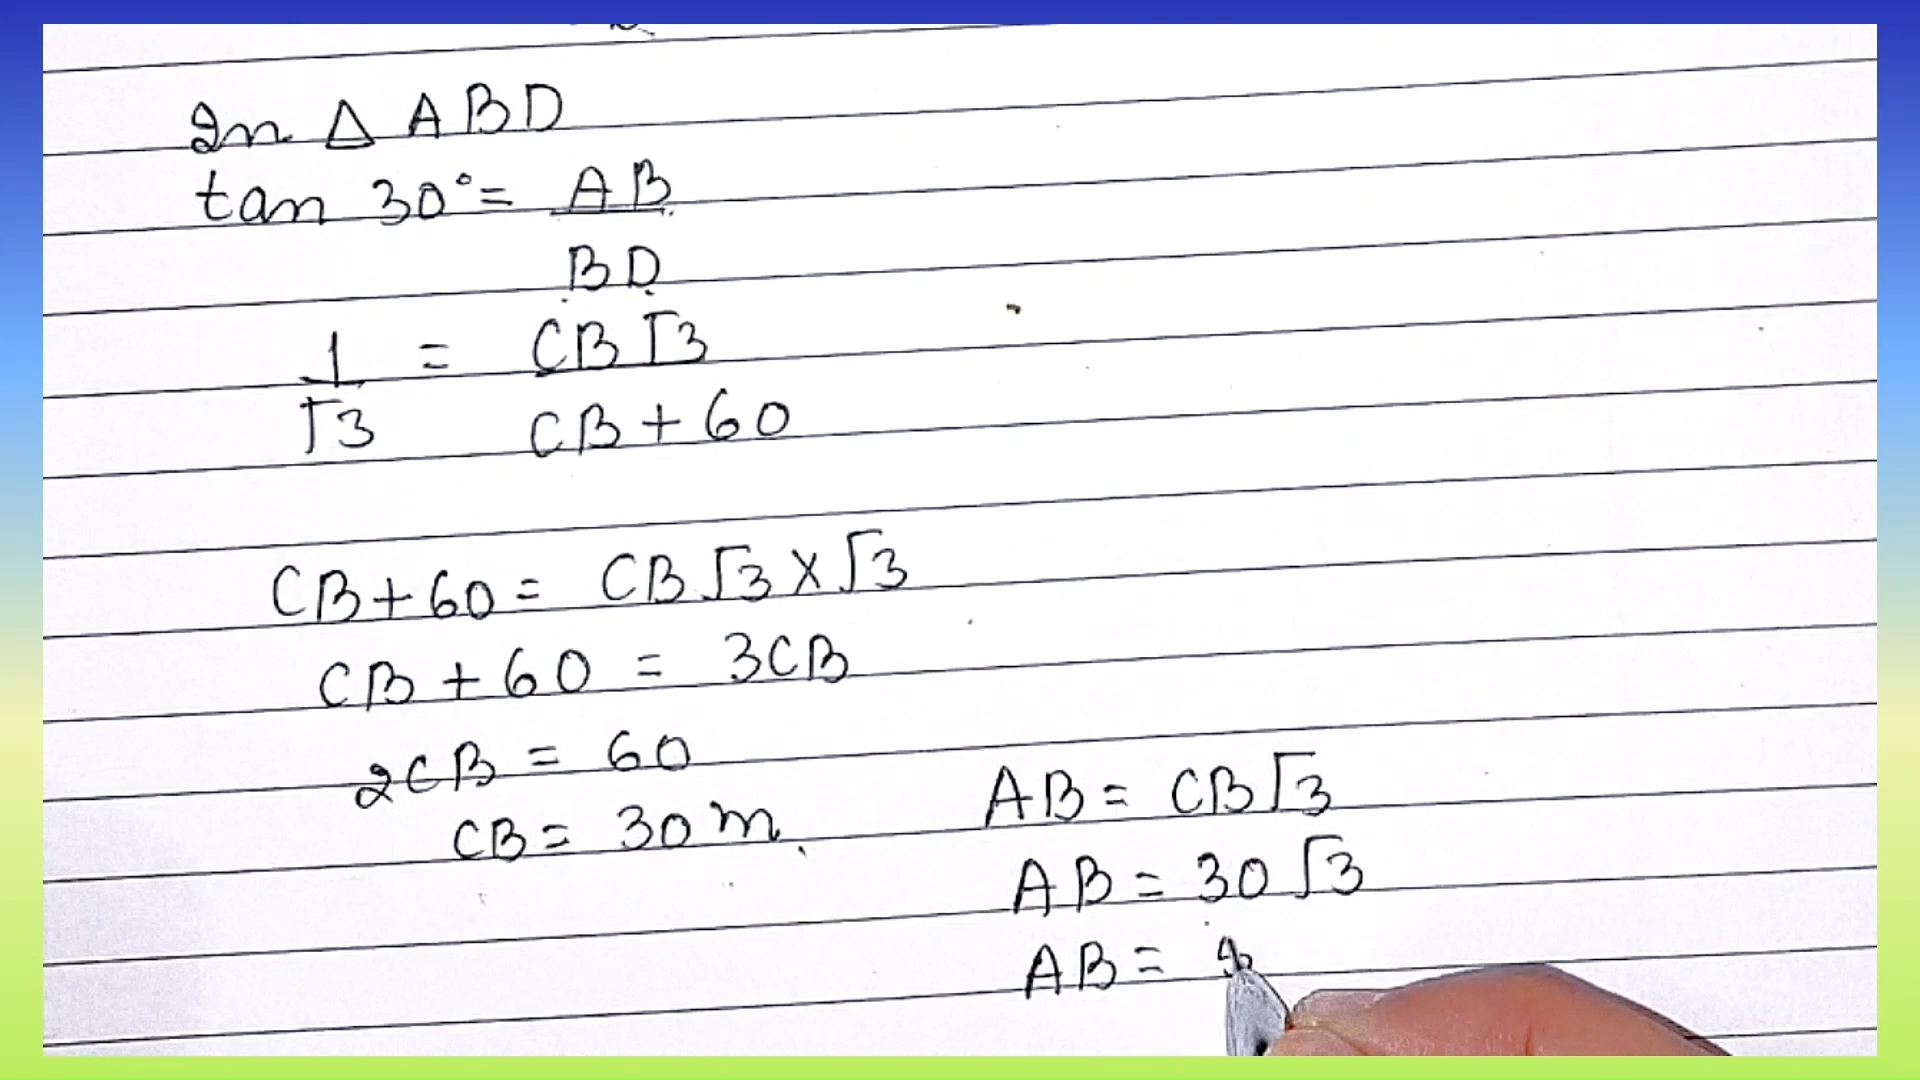 In △ ABD
tan 30° = AB
BD
1 = CB√3
√3 CB + 60
CB + 60 = CB√3 × √3
CB + 60 = 3CB
2CB = 60
CB = 30 m.
AB = CB√3
AB = 30√3
AB =